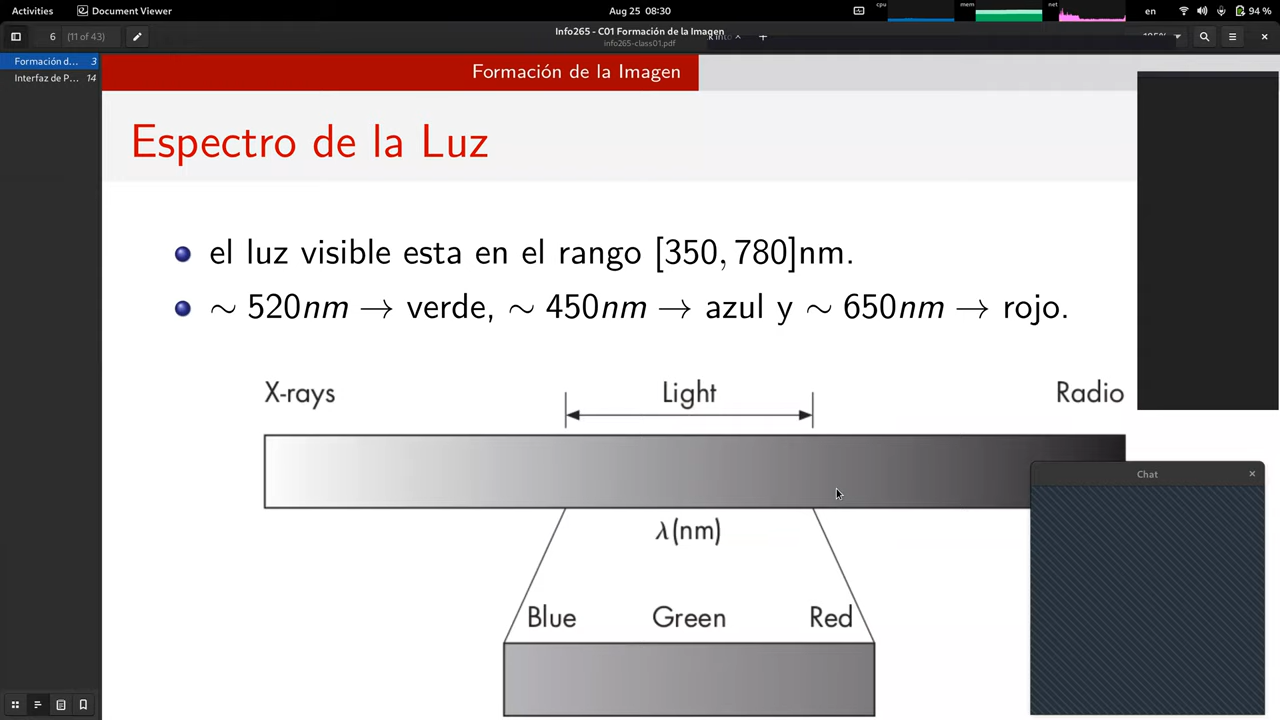 Activities
Document Viewer
Aug 25 08:30
cpu
mem
net
en
94 %
6
(11 of 43)
Info265 - C01 Formación de la Imagen
info265-class01.pdf
Formación d... 3
Interfaz de P... 14
Formación de la Imagen
Espectro de la Luz
el luz visible esta en el rango [350, 780]nm.
∼ 520nm → verde, ∼ 450nm → azul y ∼ 650nm → rojo.
X-rays
Light
Radio
Chat
λ(nm)
Blue
Green
Red